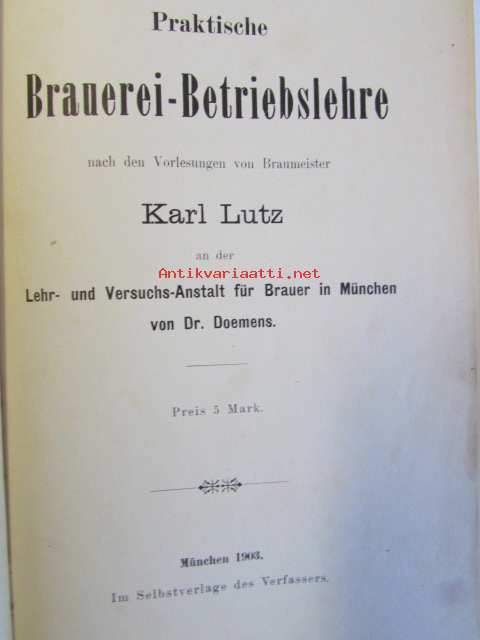 Praktische
Brauerei-Betriebslehre
nach den Vorlesungen von Braumeister
Karl Lutz
an der
Antikvariaatti.net
Lehr- und Versuchs-Anstalt für Brauer in München
von Dr. Doemens.
Preis 5 Mark.
München 1903.
Im Selbstverlage des Verfassers.